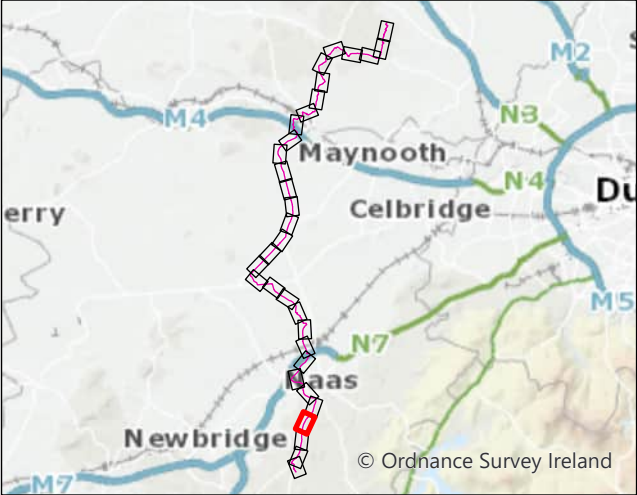 M2
N3
M4
Maynooth
N4
Du
erry
Celbridge
M5
N7
Naas
Newbridge
© Ordnance Survey Ireland
M7